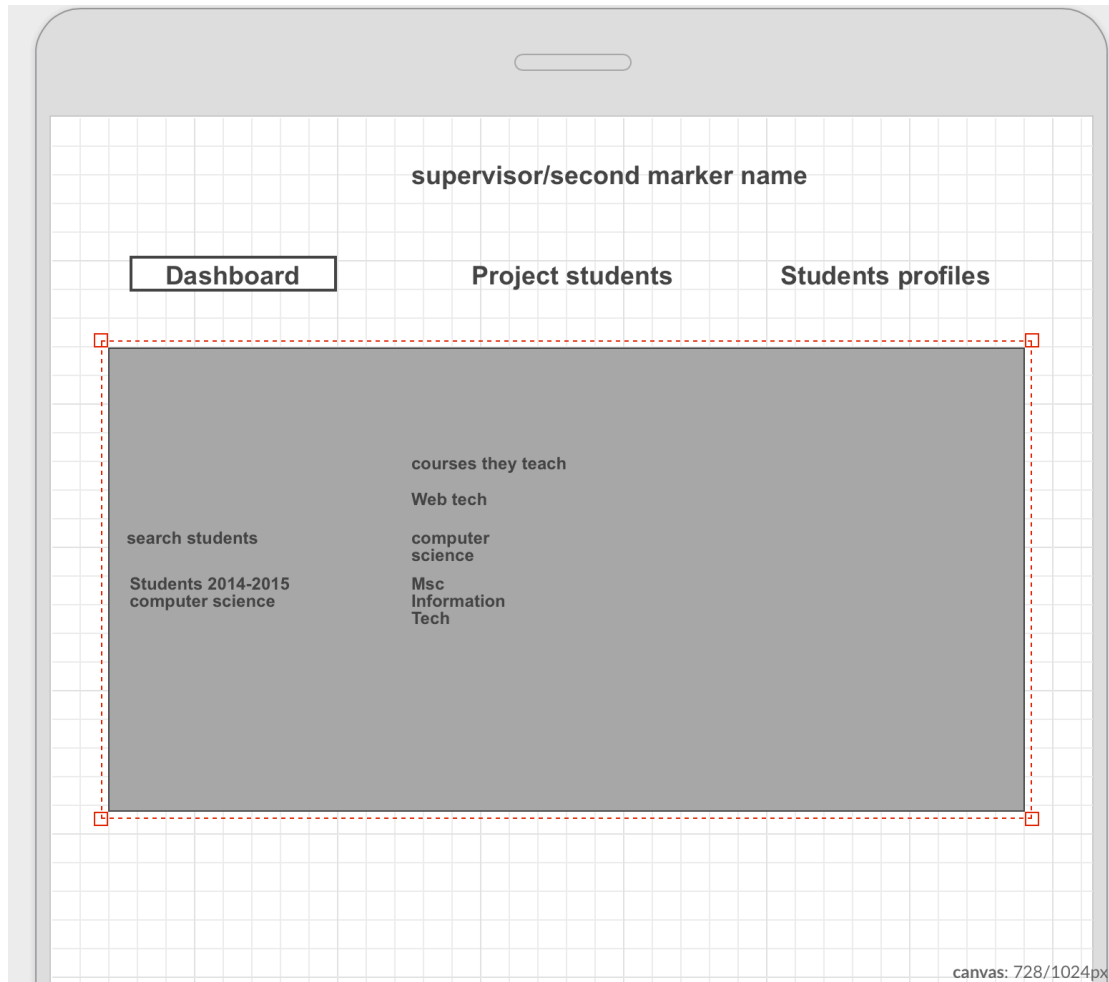 supervisor/second marker name
Dashboard
Project students
Students profiles
courses they teach
Web tech
search students
computer
science
Students 2014-2015
computer science
Msc
Information
Tech
canvas: 728/1024px